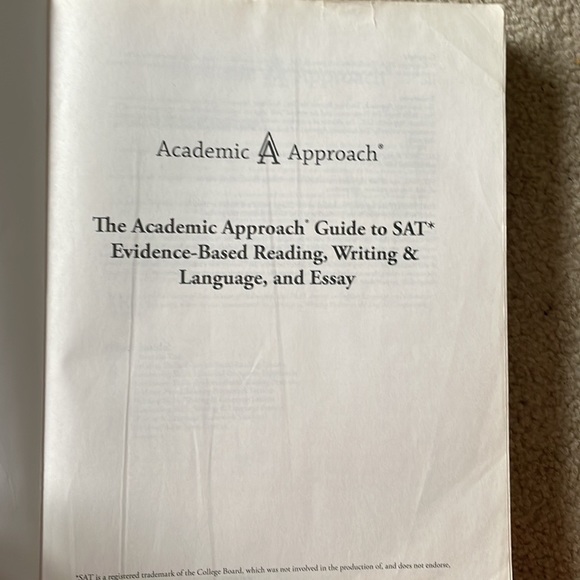 Academic A Approach®
The Academic Approach® Guide to SAT*
Evidence-Based Reading, Writing &
Language, and Essay
*SAT is a registered trademark of the College Board, which was not involved in the production of, and does not endorse,